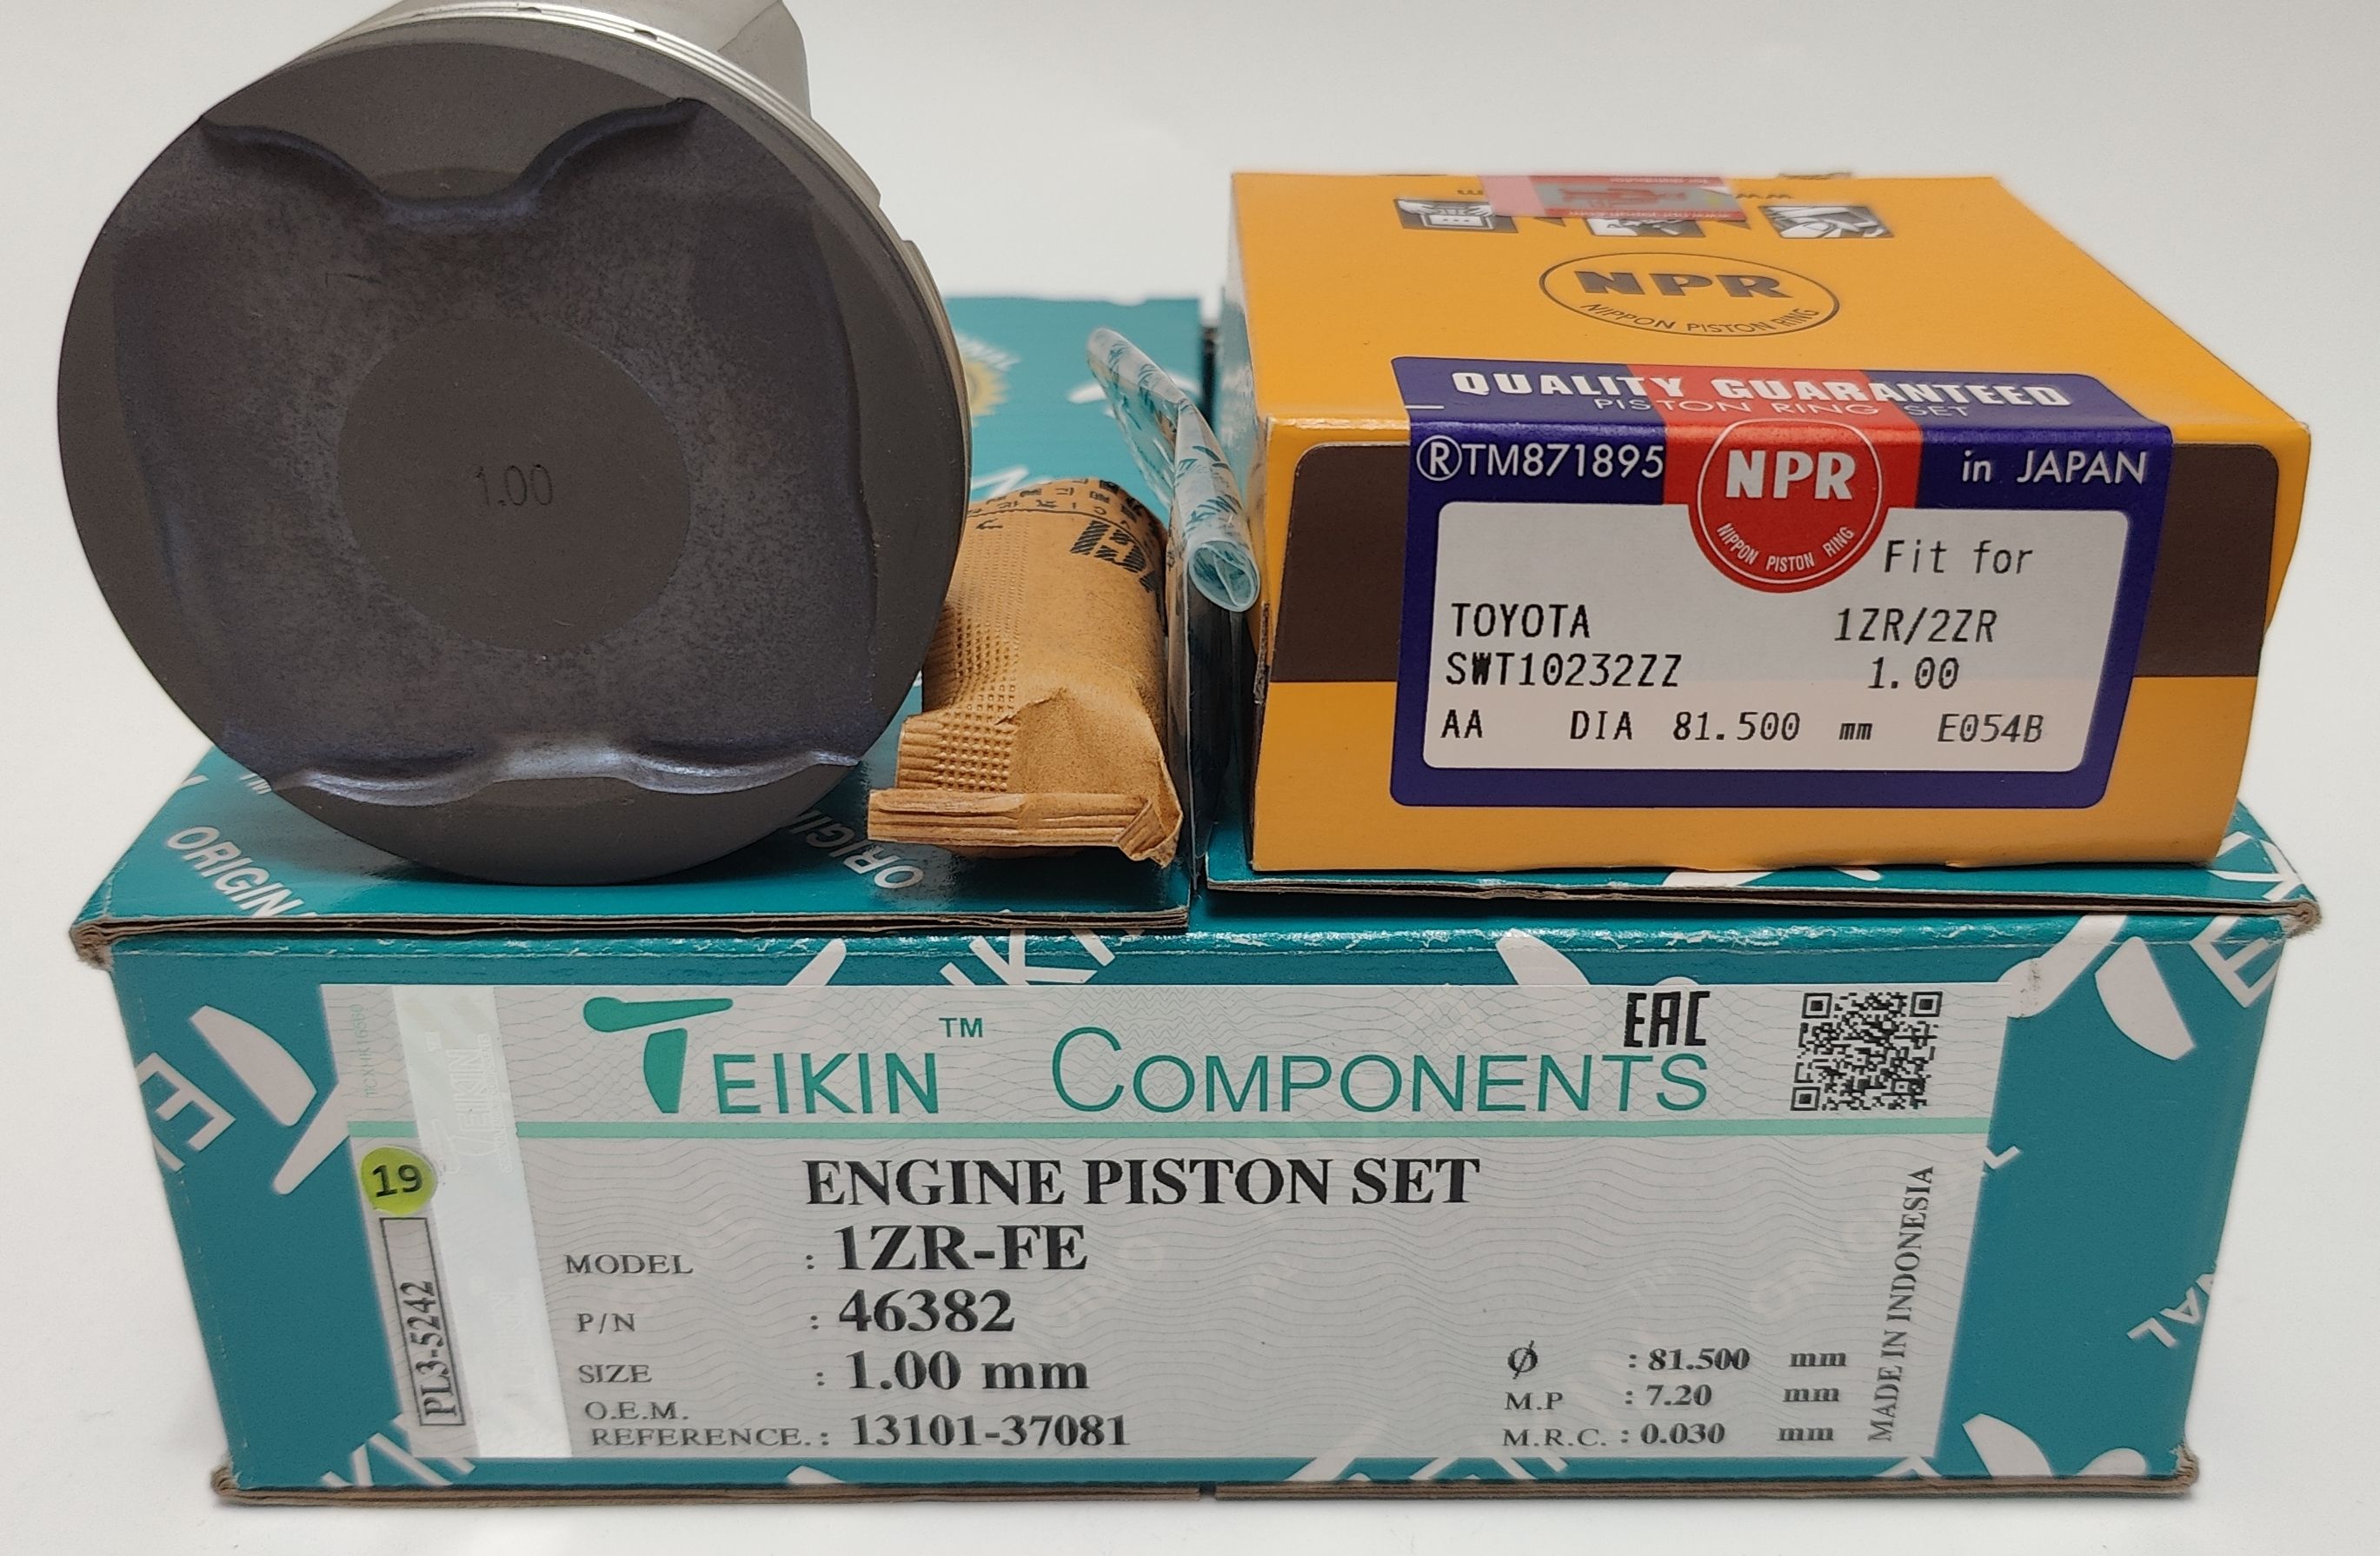 1.00
NPR
NIPPON PISTON RING
QUALITY GUARANTEED
PISTON RING SET
®TM871895
NPR
NIPPON PISTON RING
in JAPAN
Fit for
TOYOTA 1ZR/2ZR
SWT10232ZZ 1.00
AA DIA 81.500 mm E054B
ORIGIN
ORIGIN
TEIKIN™ COMPONENTS
EAC
19
PL3-5242
ENGINE PISTON SET
MODEL : 1ZR-FE
P/N : 46382
SIZE : 1.00 mm
O.E.M.
REFERENCE. : 13101-37081
Ø : 81.500 mm
M.P : 7.20 mm
M.R.C. : 0.030 mm
MADE IN INDONESIA